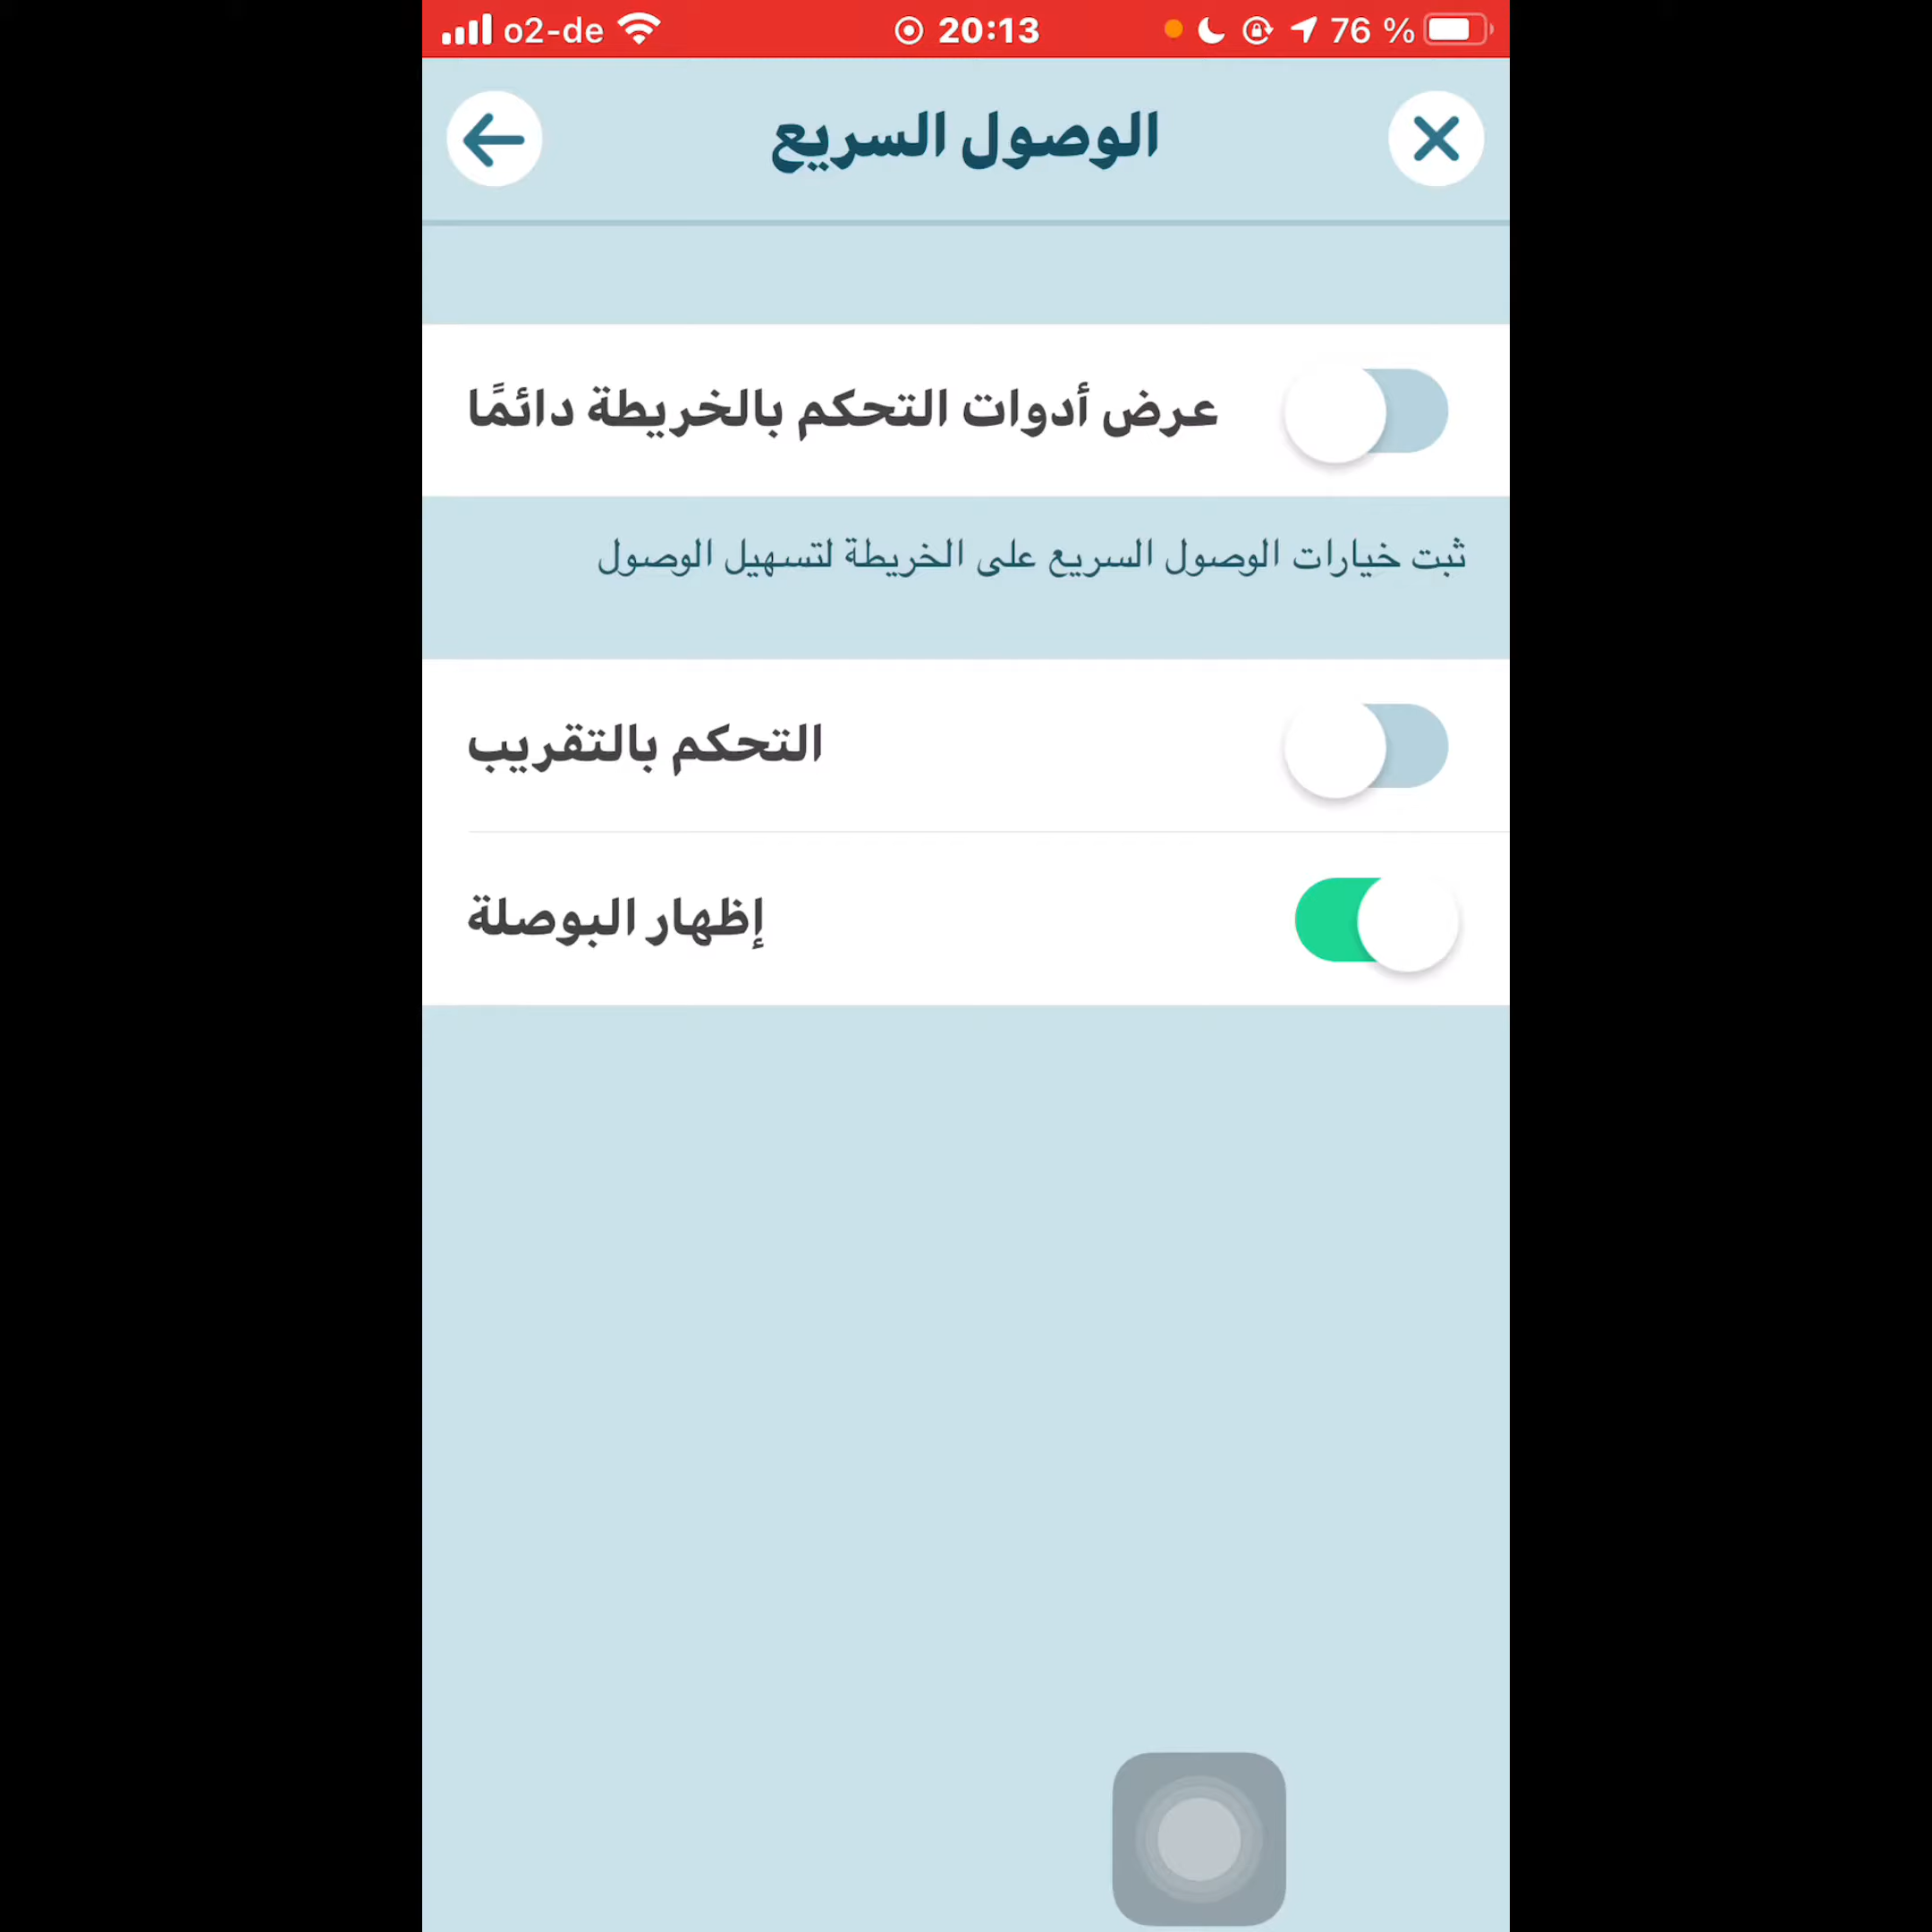 o2-de 20:13 76 %
الوصول السريع
عرض أدوات التحكم بالخريطة دائمًا
ثبت خيارات الوصول السريع على الخريطة لتسهيل الوصول
التحكم بالتقريب
إظهار البوصلة